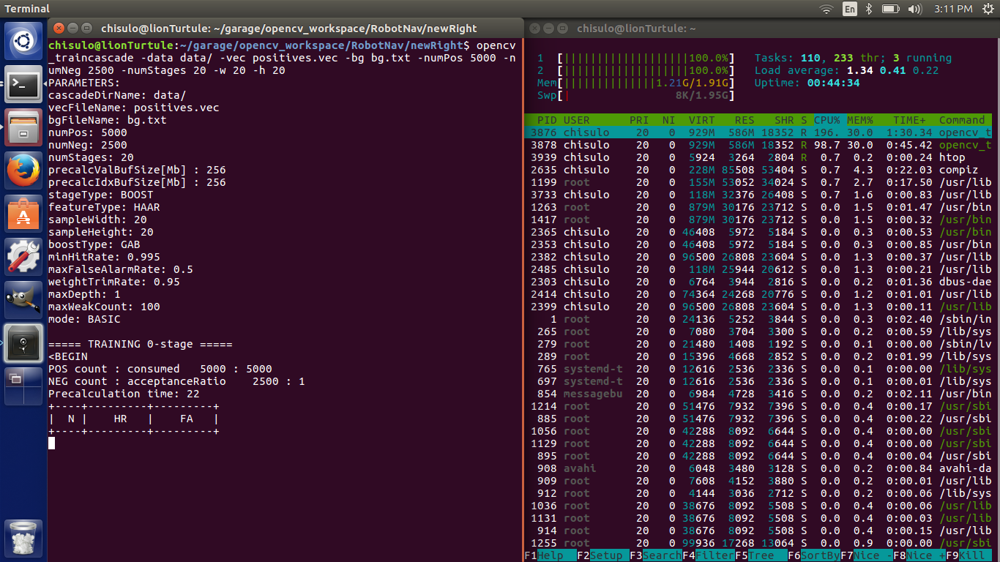 Terminal
En
3:11 PM
chisulo@lionTurtule: ~/garage/opencv_workspace/RobotNav/newRight
chisulo@lionTurtule:~/garage/opencv_workspace/RobotNav/newRight$ opencv
_traincascade -data data/ -vec positives.vec -bg bg.txt -numPos 5000 -n
umNeg 2500 -numStages 20 -w 20 -h 20
PARAMETERS:
cascadeDirName: data/
vecFileName: positives.vec
bgFileName: bg.txt
numPos: 5000
numNeg: 2500
numStages: 20
precalcValBufSize[Mb] : 256
precalcIdxBufSize[Mb] : 256
stageType: BOOST
featureType: HAAR
sampleWidth: 20
sampleHeight: 20
boostType: GAB
minHitRate: 0.995
maxFalseAlarmRate: 0.5
weightTrimRate: 0.95
maxDepth: 1
maxWeakCount: 100
mode: BASIC
===== TRAINING 0-stage =====
<BEGIN
POS count : consumed   5000 : 5000
NEG count : acceptanceRatio    2500 : 1
Precalculation time: 22
+----+---------+---------+
|  N |    HR   |    FA   |
+----+---------+---------+
chisulo@lionTurtule: ~
1  [|||||||||||||||||||100.0%]   Tasks: 110, 233 thr; 3 running
2  [|||||||||||||||||||100.0%]   Load average: 1.34 0.41 0.22
Mem[||||||||||||||1.21G/1.91G]   Uptime: 00:44:34
Swp[|                8K/1.95G]
PID USER      PRI  NI  VIRT   RES   SHR S CPU% MEM%   TIME+  Command
3876 chisulo    20   0  929M  586M 18352 R 196. 30.0  1:30.34 opencv_t
3878 chisulo    20   0  929M  586M 18352 R 98.7 30.0  0:45.42 opencv_t
3939 chisulo    20   0  5924  3264  2804 R  0.7  0.2  0:00.24 htop
2635 chisulo    20   0  228M 85508 53404 S  0.7  4.3  0:22.03 compiz
1199 root       20   0  155M 53052 34024 S  0.7  2.7  0:17.50 /usr/lib
3733 chisulo    20   0  118M 32376 26408 S  0.7  1.6  0:00.83 /usr/lib
1263 root       20   0  879M 30176 23712 S  0.0  1.5  0:01.47 /usr/bin
1417 root       20   0  879M 30176 23712 S  0.0  1.5  0:00.32 /usr/bin
2365 chisulo    20   0 46408  5972  5184 S  0.0  0.3  0:00.53 /usr/bin
2353 chisulo    20   0 46408  5972  5184 S  0.0  0.3  0:00.85 /usr/bin
2382 chisulo    20   0 96500 26808 23604 S  0.0  1.3  0:00.37 /usr/lib
2485 chisulo    20   0  118M 25944 20612 S  0.0  1.3  0:00.21 /usr/lib
2303 chisulo    20   0  6764  3944  2816 S  0.0  0.2  0:01.36 dbus-dae
2414 chisulo    20   0 74364 24268 20776 S  0.0  1.2  0:01.01 /usr/lib
2399 chisulo    20   0 96500 26808 23604 S  0.0  1.3  0:00.11 /usr/lib
1 root       20   0 24136  5252  3844 S  0.0  0.3  0:02.40 /sbin/in
265 root       20   0  7080  3704  3300 S  0.0  0.2  0:00.59 /lib/sys
279 root       20   0 21480  1408  1192 S  0.0  0.1  0:00.00 /sbin/lv
289 root       20   0 15396  4668  2852 S  0.0  0.2  0:01.99 /lib/sys
765 systemd-t  20   0 12616  2536  2336 S  0.0  0.1  0:00.00 /lib/sys
697 systemd-t  20   0 12616  2536  2336 S  0.0  0.1  0:00.01 /lib/sys
854 messagebu  20   0  6984  4728  3416 S  0.0  0.2  0:02.11 /usr/bin
1214 root       20   0 51476  7932  7396 S  0.0  0.4  0:00.17 /usr/sbi
885 root       20   0 51476  7932  7396 S  0.0  0.4  0:00.22 /usr/sbi
1056 root       20   0 42288  8092  6644 S  0.0  0.4  0:00.00 /usr/sbi
1129 root       20   0 42288  8092  6644 S  0.0  0.4  0:00.00 /usr/sbi
895 root       20   0 42288  8092  6644 S  0.0  0.4  0:00.04 /usr/sbi
908 avahi      20   0  6048  3480  3128 S  0.0  0.2  0:00.84 avahi-da
909 root       20   0  7608  4152  3880 S  0.0  0.2  0:00.01 /usr/lib
912 root       20   0  4144  3036  2712 S  0.0  0.2  0:00.06 /lib/sys
1036 root       20   0 38676  8092  5508 S  0.0  0.4  0:00.06 /usr/lib
1131 root       20   0 38676  8092  5508 S  0.0  0.4  0:00.03 /usr/lib
914 root       20   0 38676  8092  5508 S  0.0  0.4  0:00.15 /usr/lib
1255 root       20   0 99936 17268 13064 S  0.0  0.9  0:00.00 /usr/sbi
F1Help  F2Setup F3SearchF4FilterF5Tree  F6SortByF7Nice -F8Nice +F9Kill